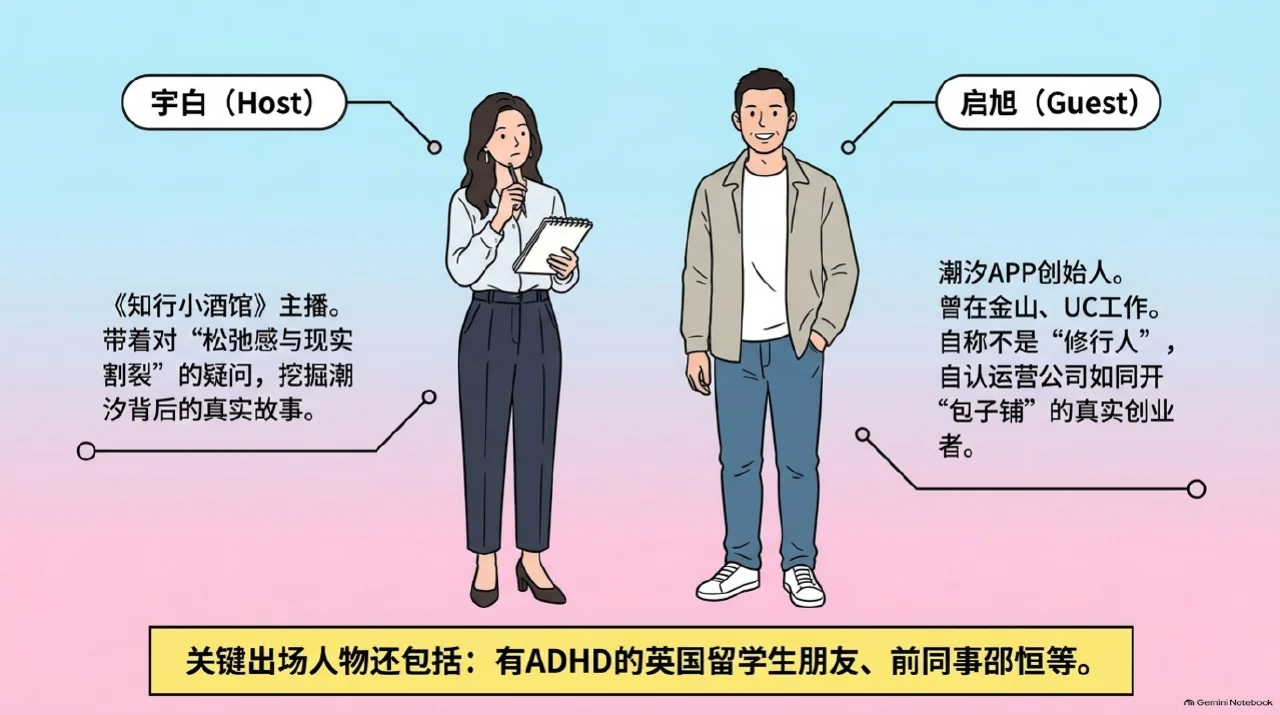 宇白（Host）
启旭（Guest）
《知行小酒馆》主播。
带着对“松弛感与现实
割裂”的疑问，挖掘潮
汐背后的真实故事。
潮汐APP创始人。
曾在金山、UC工作。
自称不是“修行人”，
自认运营公司如同开
“包子铺”的真实创业
者。
关键出场人物还包括：有ADHD的英国留学生朋友、前同事邵恒等。
Gemini Notebook